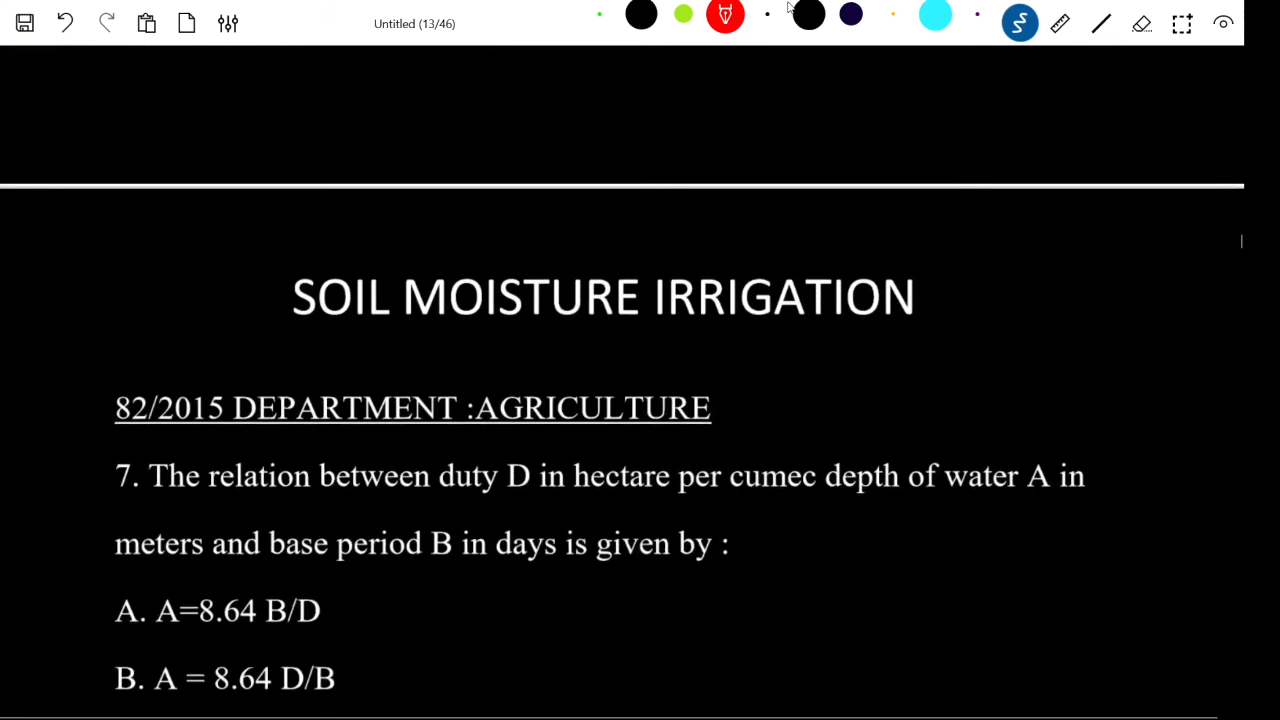 Untitled (13/46)
SOIL MOISTURE IRRIGATION
82/2015 DEPARTMENT :AGRICULTURE
7. The relation between duty D in hectare per cumec depth of water A in
meters and base period B in days is given by :
A. A=8.64 B/D
B. A = 8.64 D/B